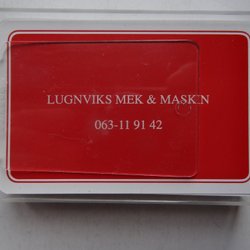 LUGNVIKS MEK & MASKIN
063-11 91 42